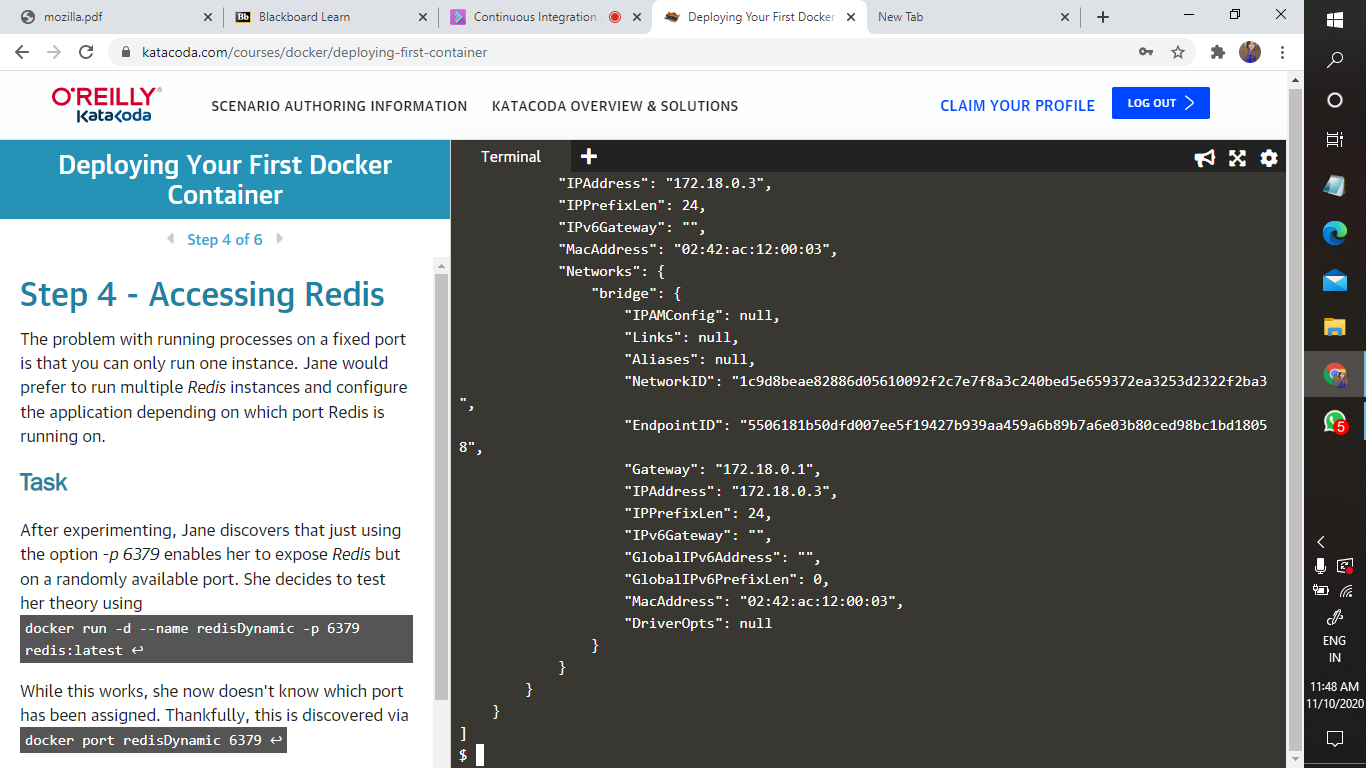 mozilla.pdf
Bb Blackboard Learn
Continuous Integration
Deploying Your First Docker
New Tab
katacoda.com/courses/docker/deploying-first-container
O'REILLY
Katacoda
SCENARIO AUTHORING INFORMATION
KATACODA OVERVIEW & SOLUTIONS
CLAIM YOUR PROFILE
LOG OUT
Deploying Your First Docker
Container
Step 4 of 6
Step 4 - Accessing Redis
The problem with running processes on a fixed port
is that you can only run one instance. Jane would
prefer to run multiple Redis instances and configure
the application depending on which port Redis is
running on.
Task
After experimenting, Jane discovers that just using
the option -p 6379 enables her to expose Redis but
on a randomly available port. She decides to test
her theory using
docker run -d --name redisDynamic -p 6379
redis:latest ↩
While this works, she now doesn't know which port
has been assigned. Thankfully, this is discovered via
docker port redisDynamic 6379 ↩
Terminal
"IPAddress": "172.18.0.3",
"IPPrefixLen": 24,
"IPv6Gateway": "",
"MacAddress": "02:42:ac:12:00:03",
"Networks": {
"bridge": {
"IPAMConfig": null,
"Links": null,
"Aliases": null,
"NetworkID": "1c9d8beae82886d05610092f2c7e7f8a3c240bed5e659372ea3253d2322f2ba3
",
"EndpointID": "5506181b50dfd007ee5f19427b939aa459a6b89b7a6e03b80ced98bc1bd1805
8",
"Gateway": "172.18.0.1",
"IPAddress": "172.18.0.3",
"IPPrefixLen": 24,
"IPv6Gateway": "",
"GlobalIPv6Address": "",
"GlobalIPv6PrefixLen": 0,
"MacAddress": "02:42:ac:12:00:03",
"DriverOpts": null
}
}
}
}
]
$
5
ENG
IN
11:48 AM
11/10/2020